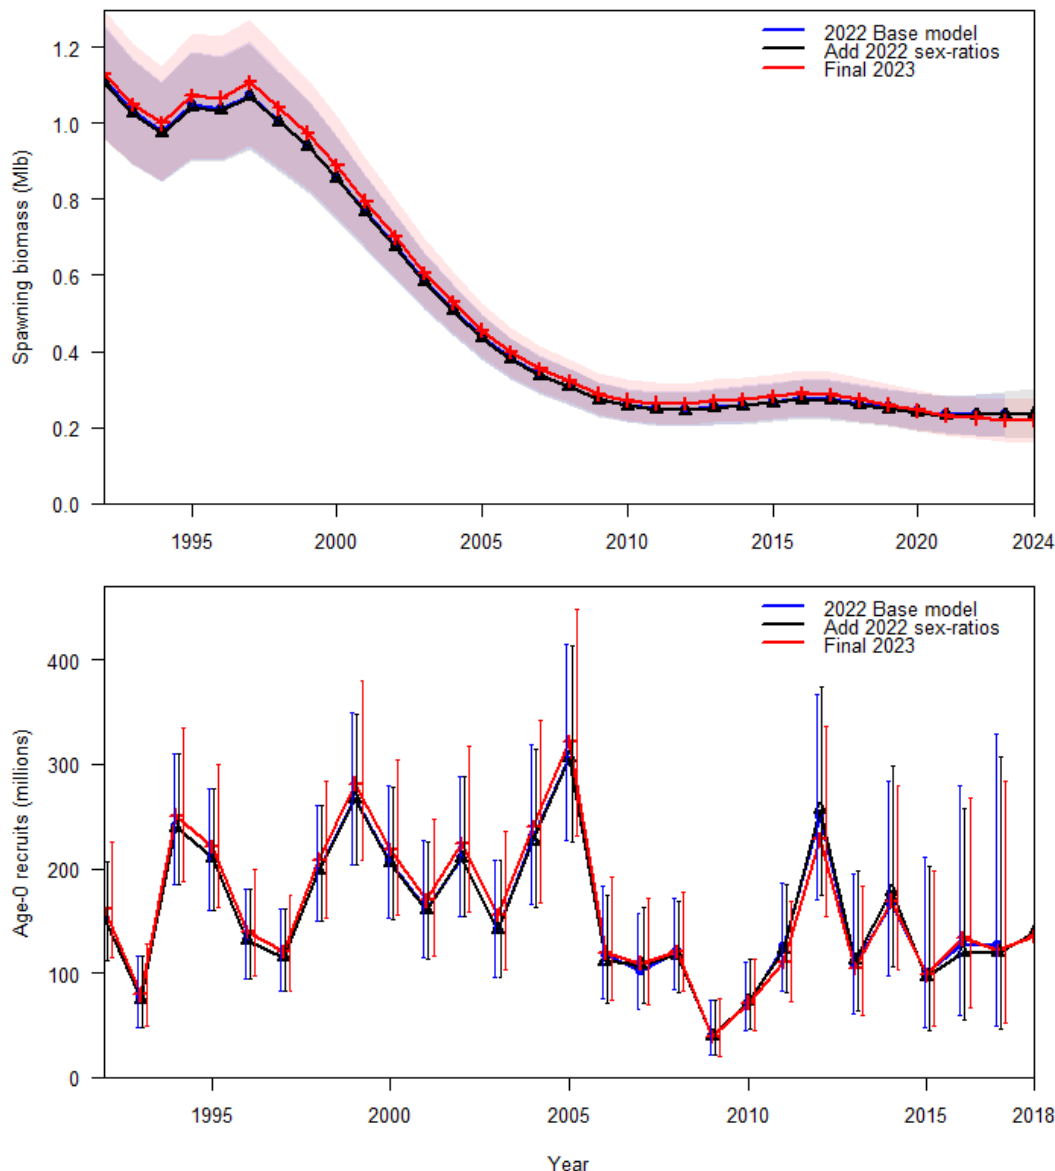 2022 Base model
Add 2022 sex-ratios
Final 2023
Spawning biomass (Mlb)
1.2
1.0
0.8
0.6
0.4
0.2
0.0
1995 2000 2005 2010 2015 2020 2024
2022 Base model
Add 2022 sex-ratios
Final 2023
Age-0 recruits (millions)
400
300
200
100
0
1995 2000 2005 2010 2015 2018
Year